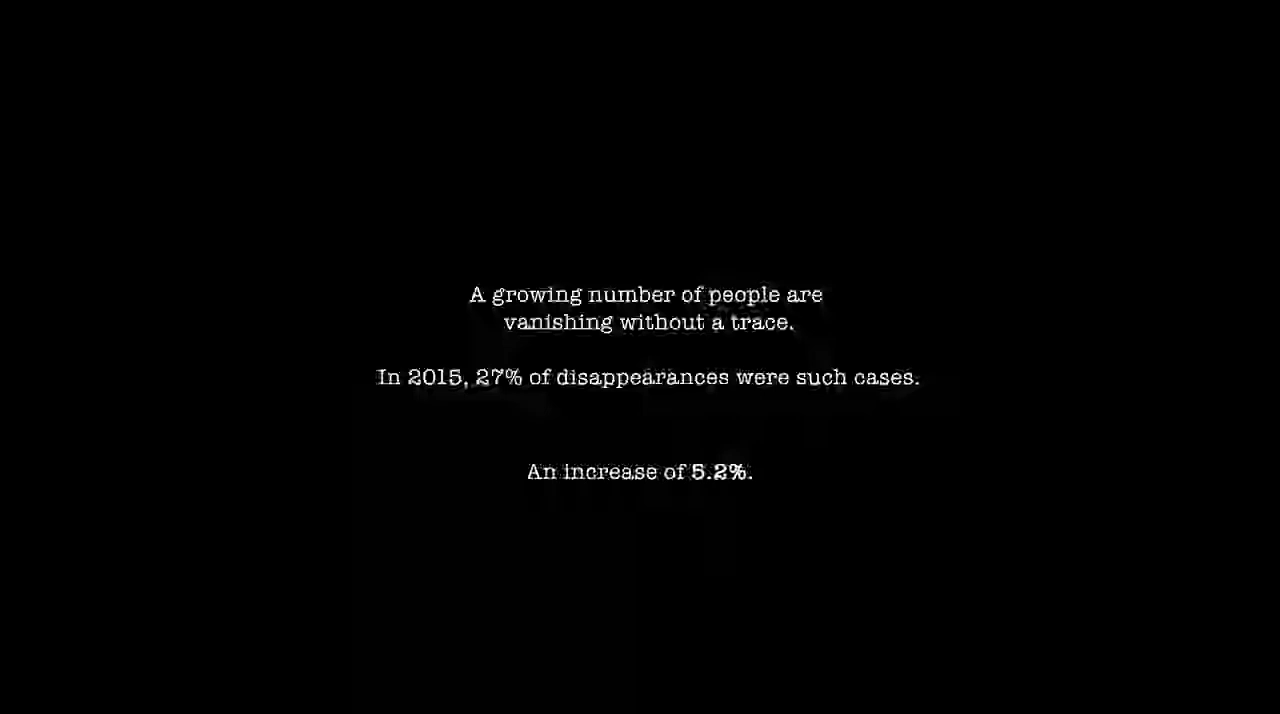 A growing number of people are
vanishing without a trace.
In 2015, 27% of disappearances were such cases.
An increase of 5.2%.